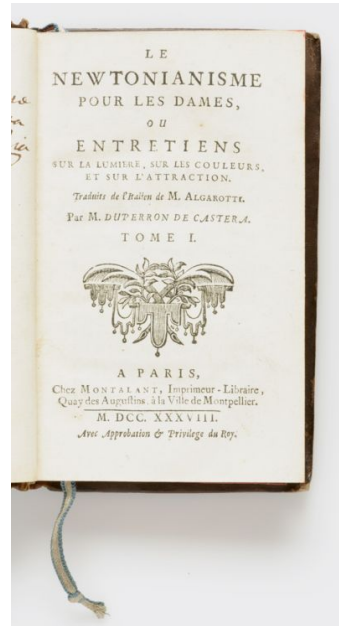 LE
NEWTONIANISME
POUR LES DAMES,
OU
ENTRETIENS
SUR LA LUMIERE, SUR LES COULEURS,
ET SUR L'ATTRACTION.
Traduits de l'Italien de M. ALGAROTTI.
Par M. DUPERRON DE CASTERA.
TOME I.
A PARIS,
Chez MONTALANT, Imprimeur-Libraire,
Quay des Augustins. à la Ville de Montpellier.
M. DCC. XXXVIII.
Avec Approbation & Privilege du Roy.